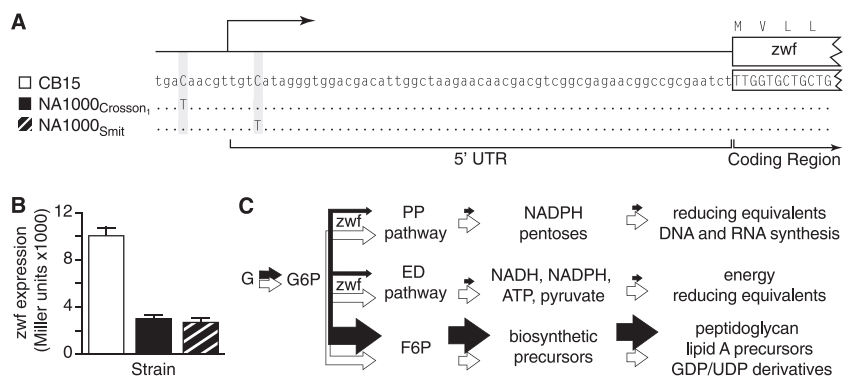 A
M V L L
zwf
CB15
tgaCaacgttgtCatagggtggacgacattggctaagaacaacgacgtcggcgagaacggccgcgaatctTTGGTGCTGCTG
NA1000Crosson1
T
NA1000Smit
T
5' UTR
Coding Region
B
zwf expression
(Miller units x1000)
12
8
4
0
Strain
C
G
G6P
zwf
PP
pathway
NADPH
pentoses
reducing equivalents
DNA and RNA synthesis
zwf
ED
pathway
NADH, NADPH,
ATP, pyruvate
energy
reducing equivalents
F6P
biosynthetic
precursors
peptidoglycan
lipid A precursors
GDP/UDP derivatives